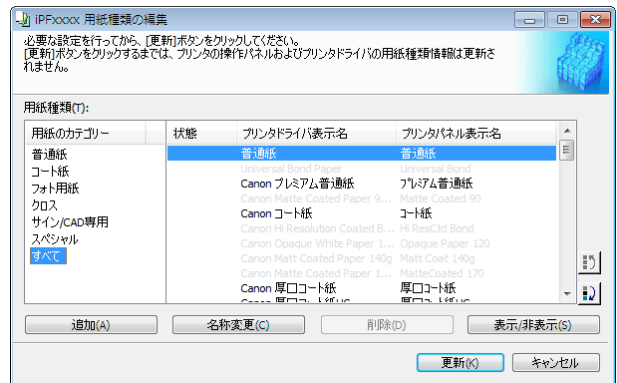 iPFxxxx 用紙種類の編集
必要な設定を行ってから、[更新]ボタンをクリックしてください。
[更新]ボタンをクリックするまでは、プリンタの操作パネルおよびプリンタドライバの用紙種類情報は更新さ
れません。
用紙種類(T):
用紙のカテゴリー 状態 プリンタドライバ表示名 プリンタパネル表示名
普通紙
コート紙
フォト用紙
クロス
サイン/CAD専用
スペシャル
すべて
普通紙 普通紙
Universal Bond Paper Universal Bond
Canon プレミアム普通紙 プレミアム普通紙
Canon Matte Coated Paper 9... Matte Coated 90
Canon コート紙 コート紙
Canon Hi Resolution Coated B... Hi ResCtd Bond
Canon Opaque White Paper 1... Opaque Paper 120
Canon Matt Coated Paper 140g Matt Coat 140g
Canon Matte Coated Paper 1... MatteCoated 170
Canon 厚口コート紙 厚口コート紙
追加(A) 名称変更(C) 削除(D) 表示/非表示(S)
更新(K) キャンセル